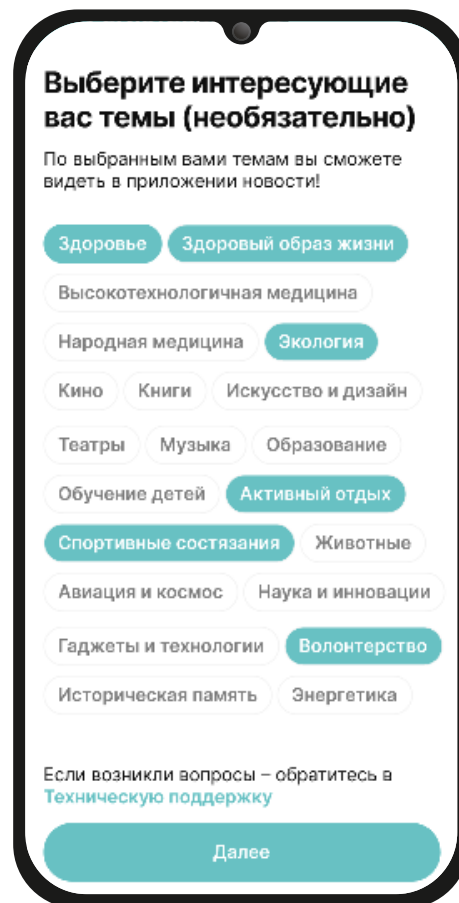 Выберите интересующие
вас темы (необязательно)
По выбранным вами темам вы сможете
видеть в приложении новости!
Здоровье Здоровый образ жизни
Высокотехнологичная медицина
Народная медицина Экология
Кино Книги Искусство и дизайн
Театры Музыка Образование
Обучение детей Активный отдых
Спортивные состязания Животные
Авиация и космос Наука и инновации
Гаджеты и технологии Волонтерство
Историческая память Энергетика
Если возникли вопросы – обратитесь в
Техническую поддержку
Далее